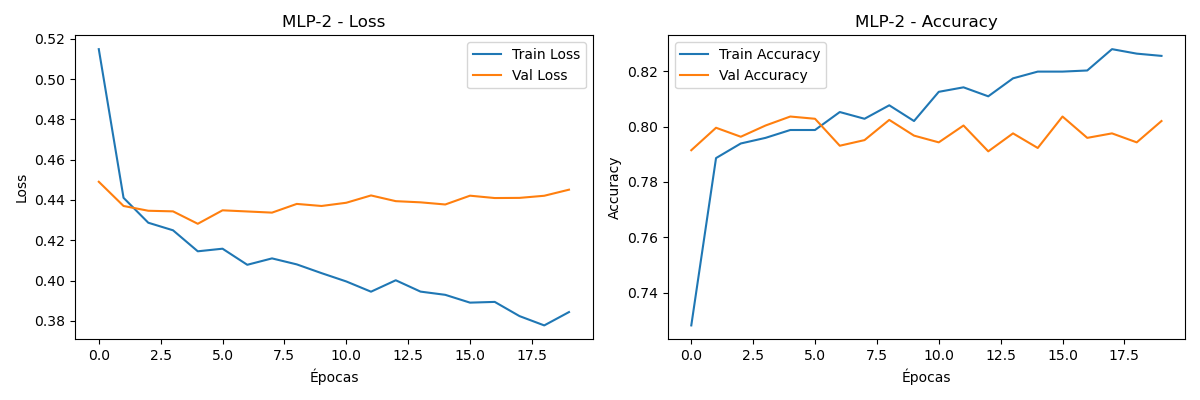 MLP-2 - Loss
0.52
0.50
0.48
0.46
0.44
0.42
0.40
0.38
Loss
Train Loss
Val Loss
0.0 2.5 5.0 7.5 10.0 12.5 15.0 17.5
Épocas
MLP-2 - Accuracy
0.82
0.80
0.78
0.76
0.74
Accuracy
Train Accuracy
Val Accuracy
0.0 2.5 5.0 7.5 10.0 12.5 15.0 17.5
Épocas